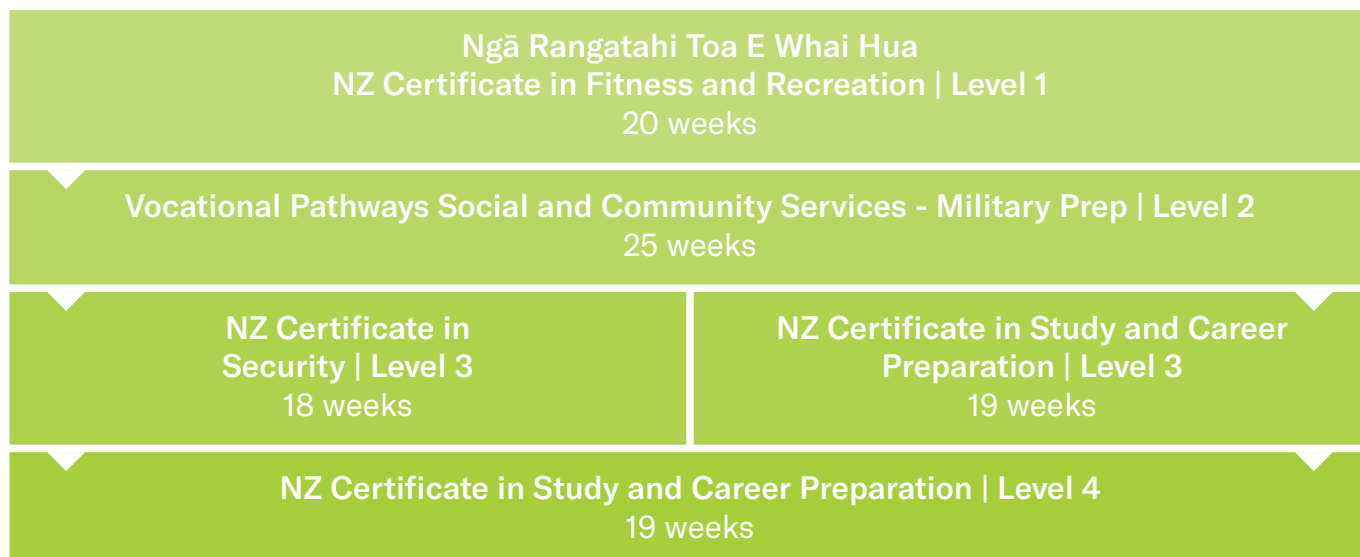 Ngā Rangatahi Toa E Whai Hua
NZ Certificate in Fitness and Recreation | Level 1
20 weeks
Vocational Pathways Social and Community Services - Military Prep | Level 2
25 weeks
NZ Certificate in
Security | Level 3
18 weeks
NZ Certificate in Study and Career
Preparation | Level 3
19 weeks
NZ Certificate in Study and Career Preparation | Level 4
19 weeks